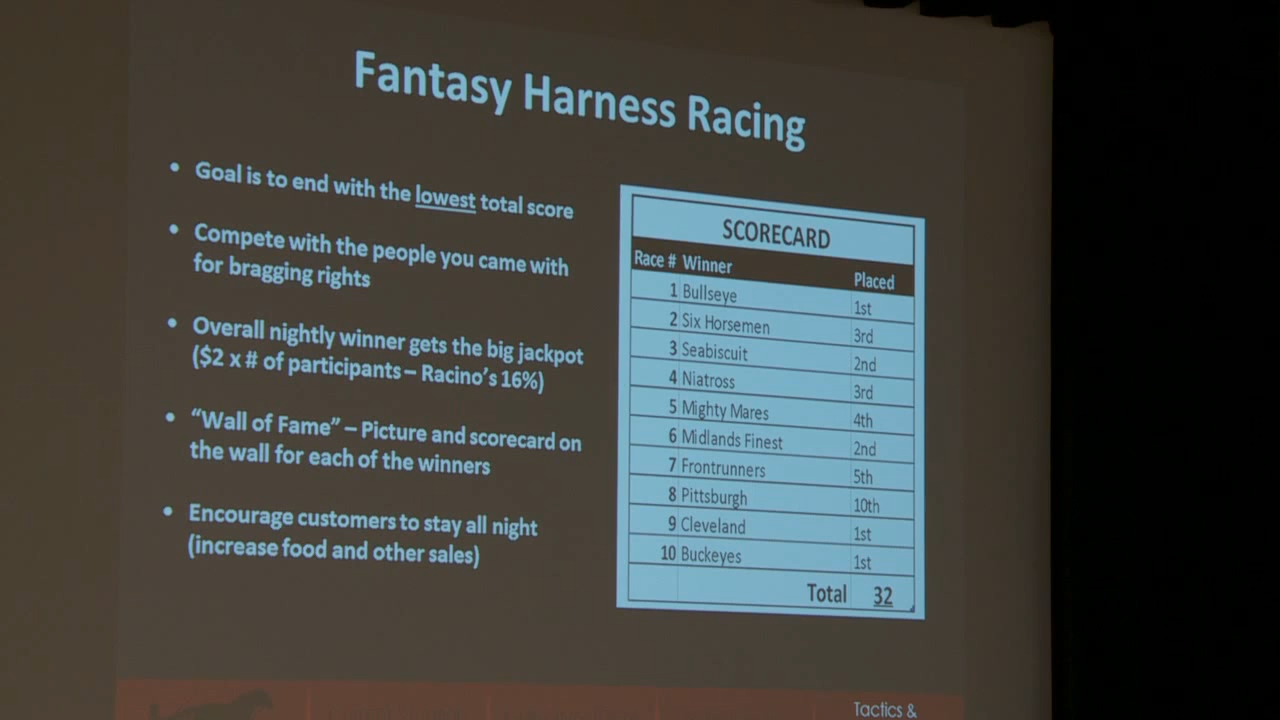 Fantasy Harness Racing
• Goal is to end with the lowest total score
• Compete with the people you came with
for bragging rights
• Overall nightly winner gets the big jackpot
($2 x # of participants – Racino's 16%)
• “Wall of Fame” – Picture and scorecard on
the wall for each of the winners
• Encourage customers to stay all night
(increase food and other sales)
SCORECARD
Race # Winner Placed
1 Bullseye 1st
2 Six Horsemen 3rd
3 Seabiscuit 2nd
4 Niatross 3rd
5 Mighty Mares 4th
6 Midlands Finest 2nd
7 Frontrunners 5th
8 Pittsburgh 10th
9 Cleveland 1st
10 Buckeyes 1st
Total 32
Tactics &